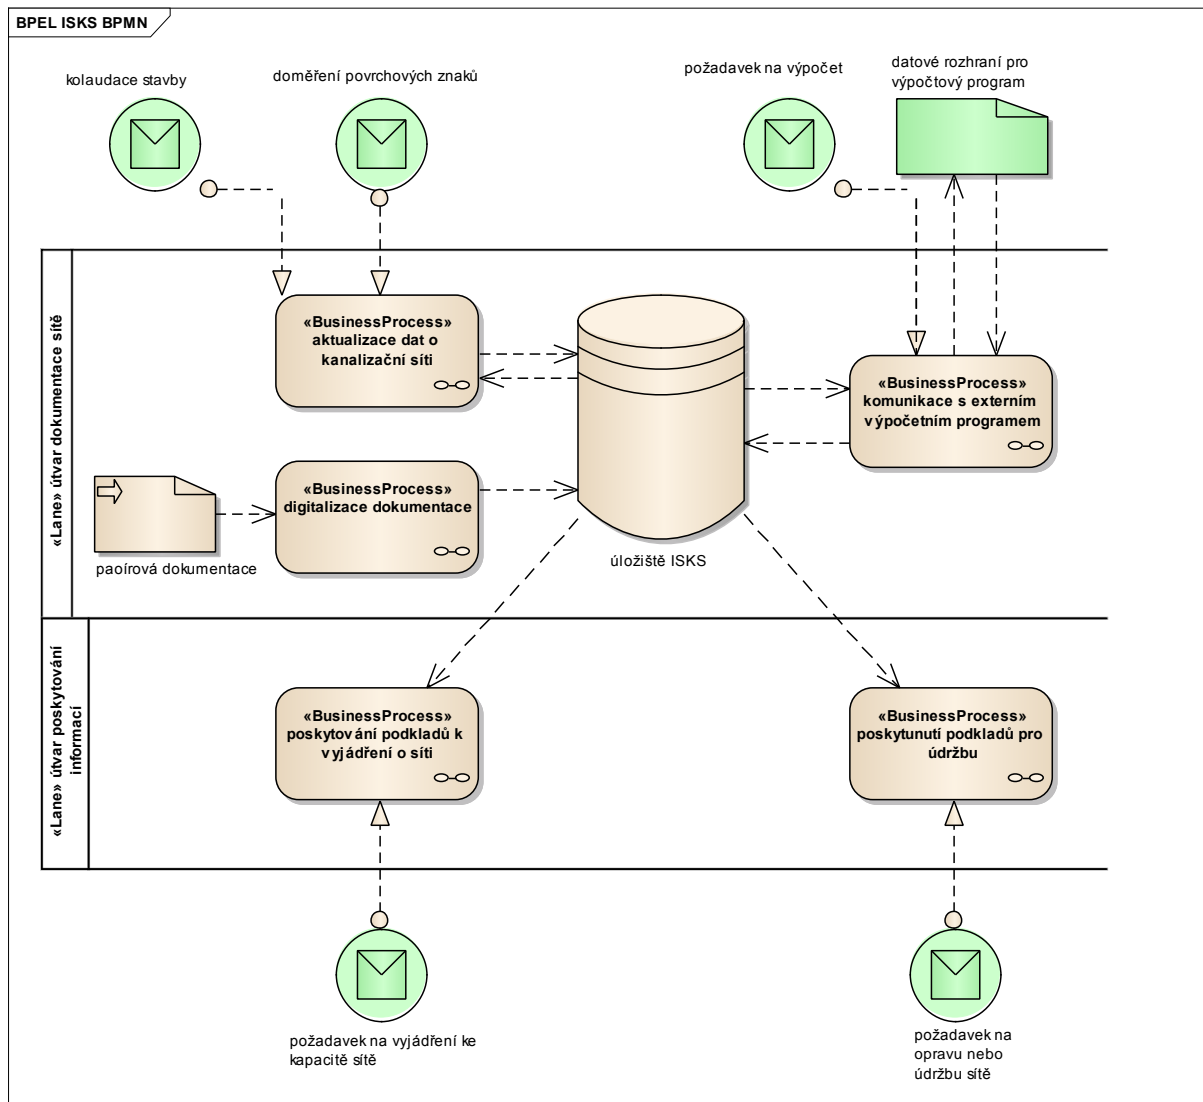 BPEL ISKS BPMN
kolaudace stavby
doměření povrchových znaků
požadavek na výpočet
datové rozhraní pro
výpočtový program
«Lane» útvar dokumentace sítě
«BusinessProcess»
aktualizace dat o
kanalizační síti
«BusinessProcess»
komunikace s externím
výpočetním programem
«BusinessProcess»
digitalizace dokumentace
paoírová dokumentace
úložiště ISKS
«Lane» útvar poskytování
informací
«BusinessProcess»
poskytování podkladů k
vyjádření o síti
«BusinessProcess»
poskytunutí podkladů pro
údržbu
požadavek na vyjádření ke
kapacitě sítě
požadavek na
opravu nebo
údržbu sítě